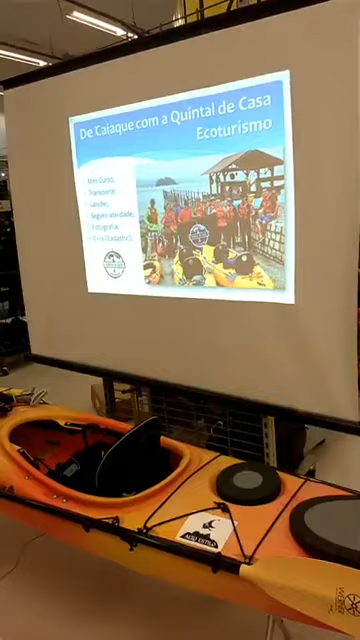 De Caiaque com a Quintal de Casa
Ecoturismo
Mini Curso;
Transporte;
Lanche;
Seguro atividade;
Fotografia;
ALTO ESTILO